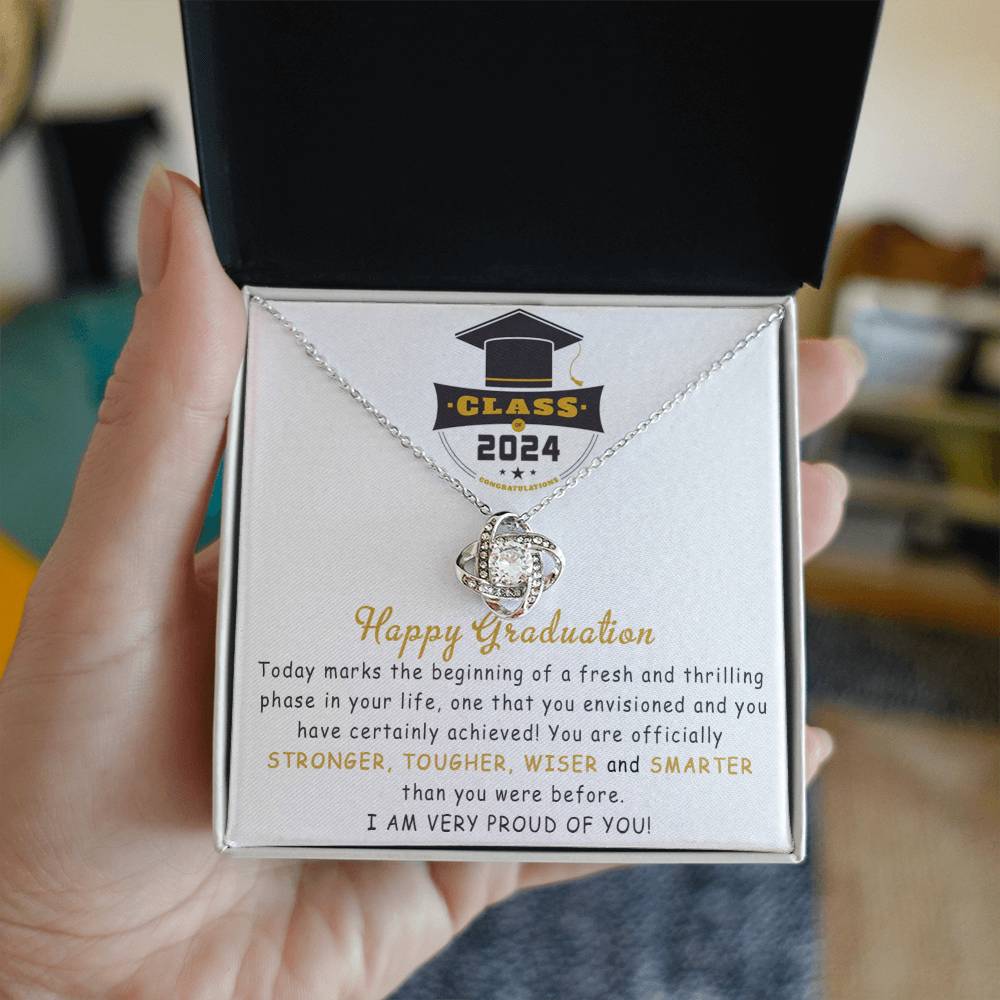 ·CLASS·
OF
2024
CONGRATULATIONS
Happy Graduation
Today marks the beginning of a fresh and thrilling
phase in your life, one that you envisioned and you
have certainly achieved! You are officially
STRONGER, TOUGHER, WISER and SMARTER
than you were before.
I AM VERY PROUD OF YOU!